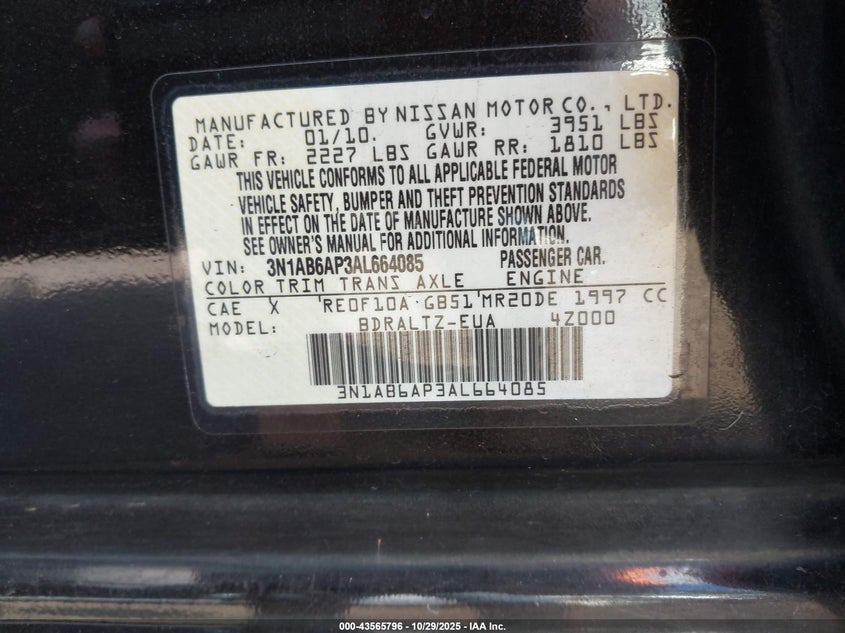 MANUFACTURED BY NISSAN MOTOR CO., LTD.
DATE: 01/10. GVWR: 3951 LBS
GAWR FR: 2227 LBS GAWR RR: 1810 LBS
THIS VEHICLE CONFORMS TO ALL APPLICABLE FEDERAL MOTOR
VEHICLE SAFETY, BUMPER AND THEFT PREVENTION STANDARDS
IN EFFECT ON THE DATE OF MANUFACTURE SHOWN ABOVE.
SEE OWNER'S MANUAL FOR ADDITIONAL INFORMATION.
VIN: 3N1AB6AP3AL664085 PASSENGER CAR.
COLOR TRIM TRANS AXLE ENGINE
CAE X 'RE0F10A GB51'MR20DE 1997 CC
MODEL: BDRALTZ-EUA 4Z000
3N1AB6AP3AL664085
000-43565796 - 10/29/2025 - IAA Inc.